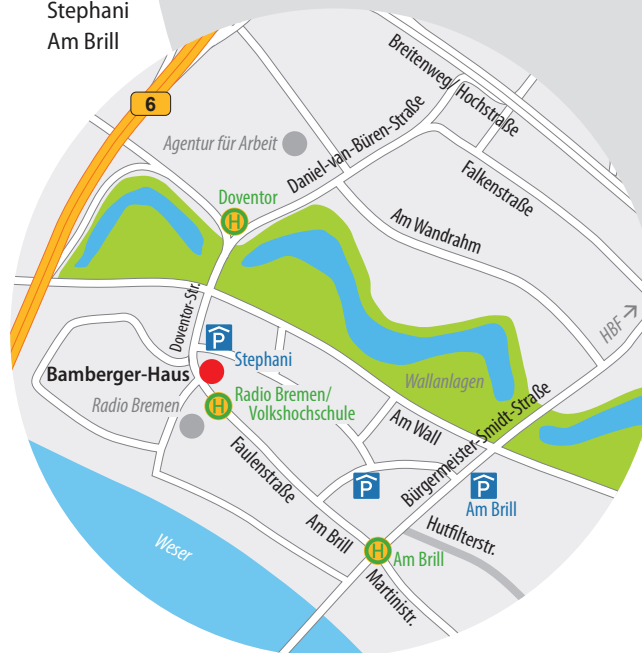 Stephani
Am Brill
6
Breitenweg/Hochstraße
Agentur für Arbeit
Daniel-van-Büren-Straße
Falkenstraße
Doventor
H
Am Wandrahm
Doventor-Str.
HBF
P
Stephani
Bamberger-Haus
Wallanlagen
Radio Bremen/
Volkshochschule
H
Radio Bremen
Am Wall
Bürgermeister-Smidt-Straße
Faulenstraße
P
P
Am Brill
Am Brill
Hutfilterstr.
Weser
H
Am Brill
Martinistr.